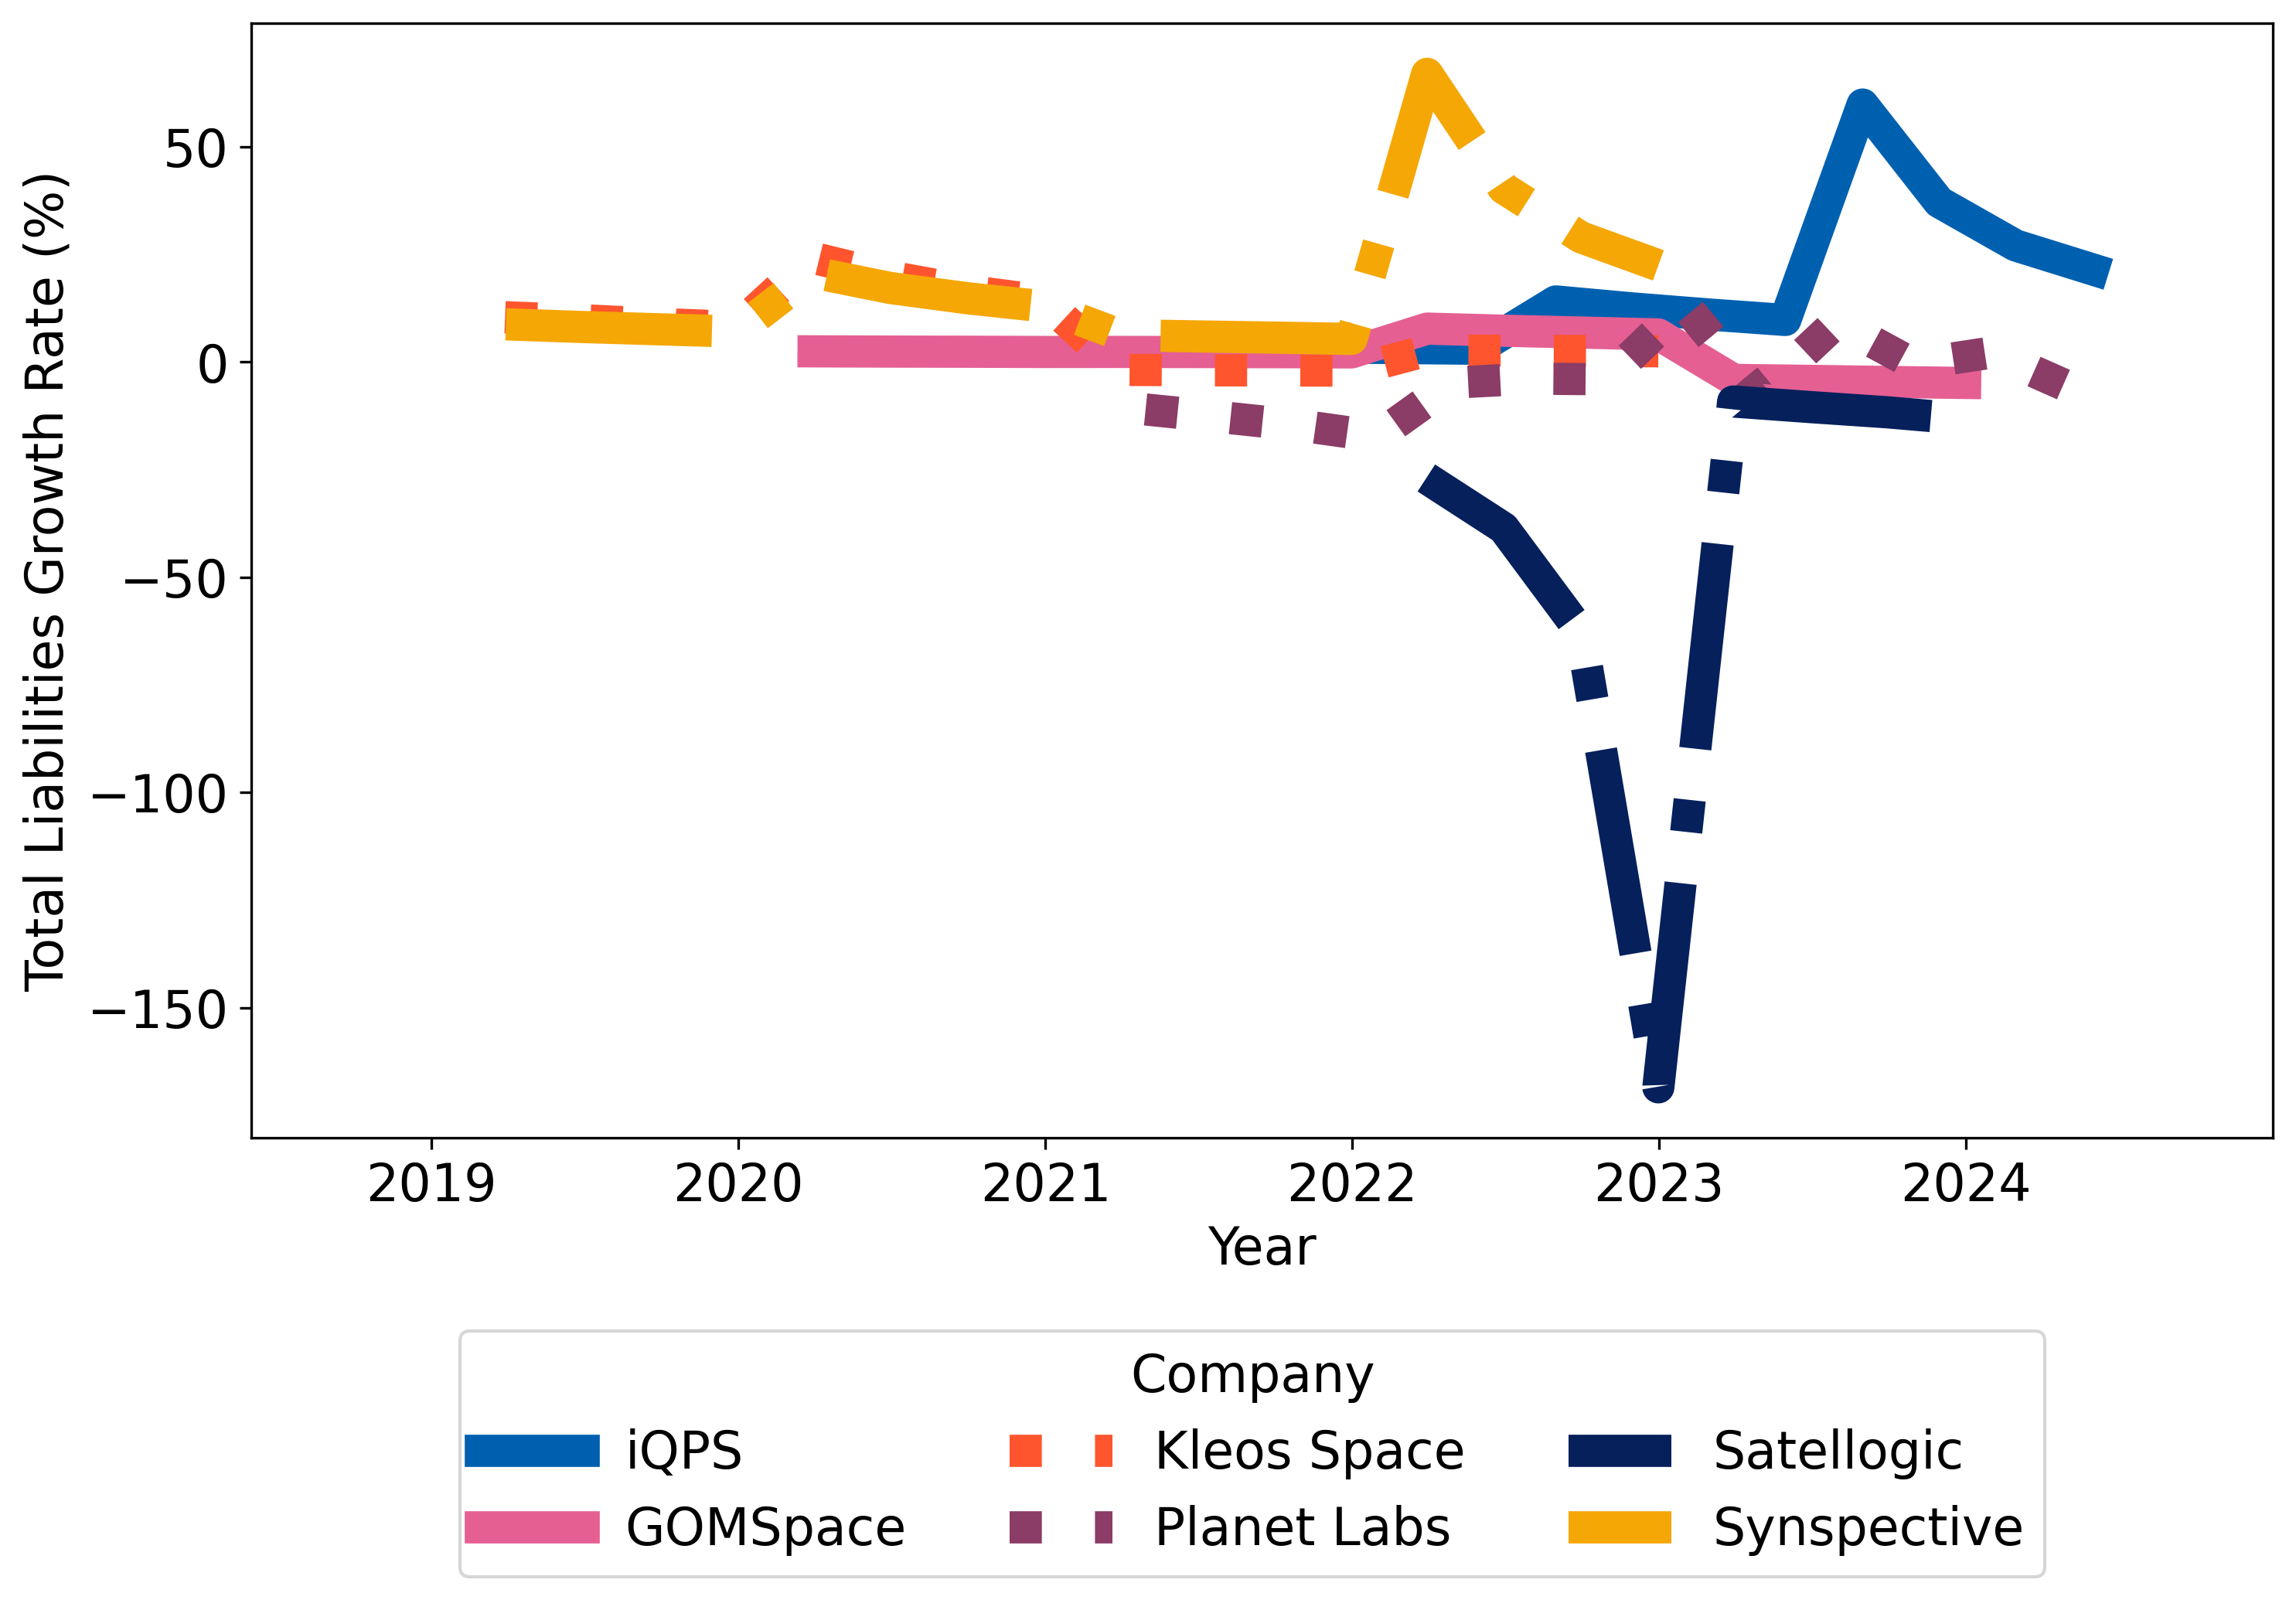 Total Liabilities Growth Rate (%)
50
0
−50
−100
−150
2019 2020 2021 2022 2023 2024
Year
Company
iQPS Kleos Space Satellogic
GOMSpace Planet Labs Synspective